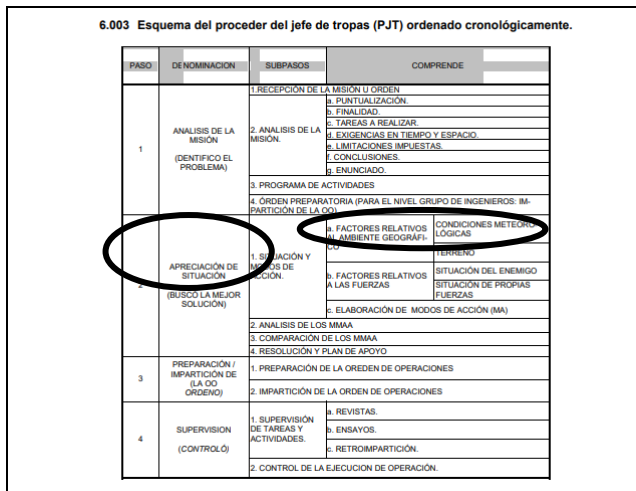 6.003 Esquema del proceder del jefe de tropas (PJT) ordenado cronológicamente.
PASO DENOMINACION SUBPASOS COMPRENDE
1
ANALISIS DE LA
MISIÓN
(DENTIFICO EL
PROBLEMA)
1.RECEPCIÓN DE LA MISIÓN U ORDEN
2. ANALISIS DE LA
MISIÓN.
a. PUNTUALIZACIÓN.
b. FINALIDAD.
c. TAREAS A REALIZAR.
d. EXIGENCIAS EN TIEMPO Y ESPACIO.
e. LIMITACIONES IMPUESTAS.
f. CONCLUSIONES.
g. ENUNCIADO.
3. PROGRAMA DE ACTIVIDADES
4. ÓRDEN PREPARATORIA (PARA EL NIVEL GRUPO DE INGENIEROS: IM-
PARTICIÓN DE LA OO)
2
APRECIACIÓN DE
SITUACIÓN
(BUSCÓ LA MEJOR
SOLUCIÓN)
1. SITUACIÓN Y
MODOS DE
ACCIÓN.
a. FACTORES RELATIVOS
AL AMBIENTE GEOGRÁFI-
CO
CONDICIONES METEORO-
LÓGICAS
TERRENO
b. FACTORES RELATIVOS
A LAS FUERZAS
SITUACIÓN DEL ENEMIGO
SITUACIÓN DE PROPIAS
FUERZAS
c. ELABORACIÓN DE MODOS DE ACCIÓN (MA)
2. ANALISIS DE LOS MMAA
3. COMPARACIÓN DE LOS MMAA
4. RESOLUCIÓN Y PLAN DE APOYO
3
PREPARACIÓN /
IMPARTICIÓN DE
(LA OO
ORDENO)
1. PREPARACIÓN DE LA OREDEN DE OPERACIONES
2. IMPARTICIÓN DE LA ORDEN DE OPERACIONES
4
SUPERVISION
(CONTROLÓ)
1. SUPERVISIÓN
DE TAREAS Y
ACTIVIDADES.
a. REVISTAS.
b. ENSAYOS.
c. RETROIMPARTICIÓN.
2. CONTROL DE LA EJECUCION DE OPERACIÓN.